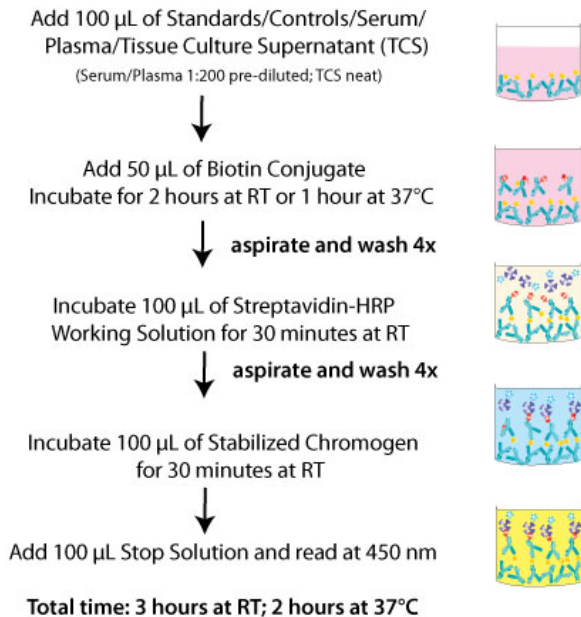 Add 100 µL of Standards/Controls/Serum/
Plasma/Tissue Culture Supernatant (TCS)
(Serum/Plasma 1:200 pre-diluted; TCS neat)
Add 50 µL of Biotin Conjugate
Incubate for 2 hours at RT or 1 hour at 37°C
aspirate and wash 4x
Incubate 100 µL of Streptavidin-HRP
Working Solution for 30 minutes at RT
aspirate and wash 4x
Incubate 100 µL of Stabilized Chromogen
for 30 minutes at RT
Add 100 µL Stop Solution and read at 450 nm
Total time: 3 hours at RT; 2 hours at 37°C